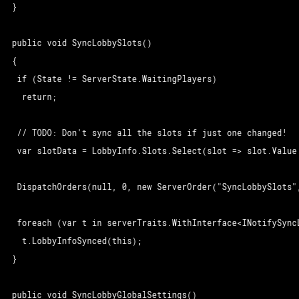 }
public void SyncLobbySlots()
{
if (State != ServerState.WaitingPlayers)
return;
// TODO: Don't sync all the slots if just one changed!
var slotData = LobbyInfo.Slots.Select(slot => slot.Value
DispatchOrders(null, 0, new ServerOrder("SyncLobbySlots",
foreach (var t in serverTraits.WithInterface<INotifySync
t.LobbyInfoSynced(this);
}
public void SyncLobbyGlobalSettings()